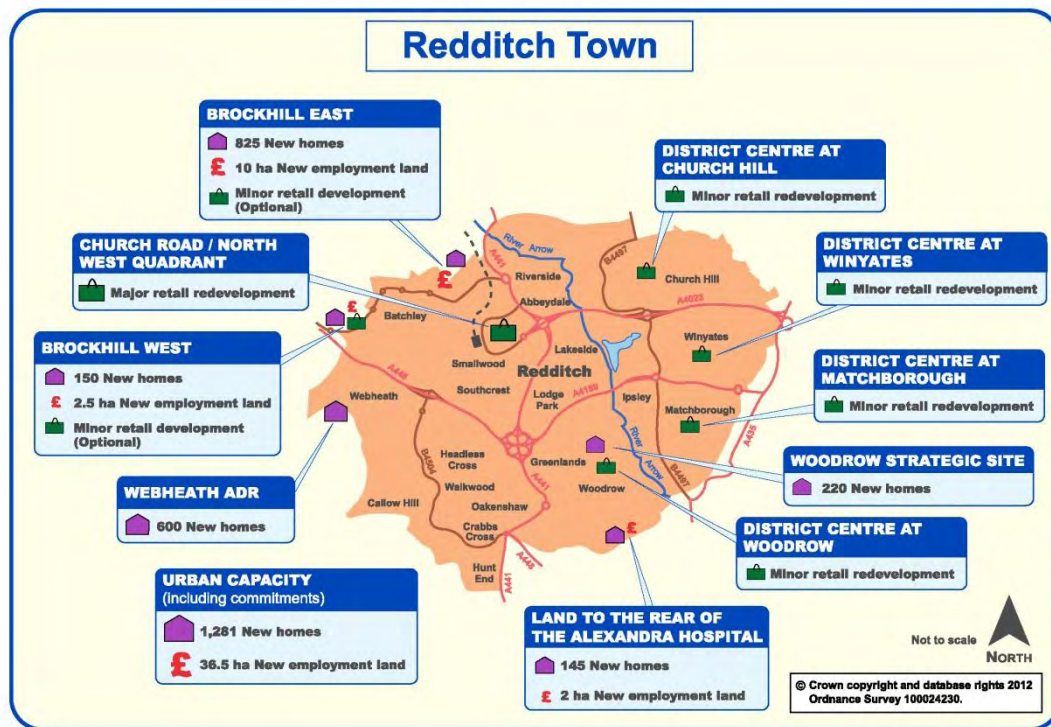 Redditch Town
BROCKHILL EAST
825 New homes
£ 10 ha New employment land
Minor retail development
(Optional)
CHURCH ROAD / NORTH
WEST QUADRANT
Major retail redevelopment
BROCKHILL WEST
150 New homes
£ 2.5 ha New employment land
Minor retail development
(Optional)
WEBHEATH ADR
600 New homes
URBAN CAPACITY
(including commitments)
1,281 New homes
£ 36.5 ha New employment land
DISTRICT CENTRE AT
CHURCH HILL
Minor retail redevelopment
DISTRICT CENTRE AT
WINYATES
Minor retail redevelopment
DISTRICT CENTRE AT
MATCHBOROUGH
Minor retail redevelopment
WOODROW STRATEGIC SITE
220 New homes
DISTRICT CENTRE AT
WOODROW
Minor retail redevelopment
LAND TO THE REAR OF
THE ALEXANDRA HOSPITAL
145 New homes
£ 2 ha New employment land
A441
River Arrow
B4497
Riverside
Church Hill
£
Abbeydale
A4023
£
Batchley
Lakeside
Winyates
Smallwood
Redditch
A448
Southcrest
Lodge
Park
A4189
Ipsley
Webheath
Matchborough
A435
B4504
Headless
Cross
Greenlands
River Arrow
B4497
Walkwood
A441
Woodrow
Callow Hill
Oakenshaw
Crabbs
Cross
£
A448
Hunt
End
A441
Not to scale
NORTH
© Crown copyright and database rights 2012
Ordnance Survey 100024230.